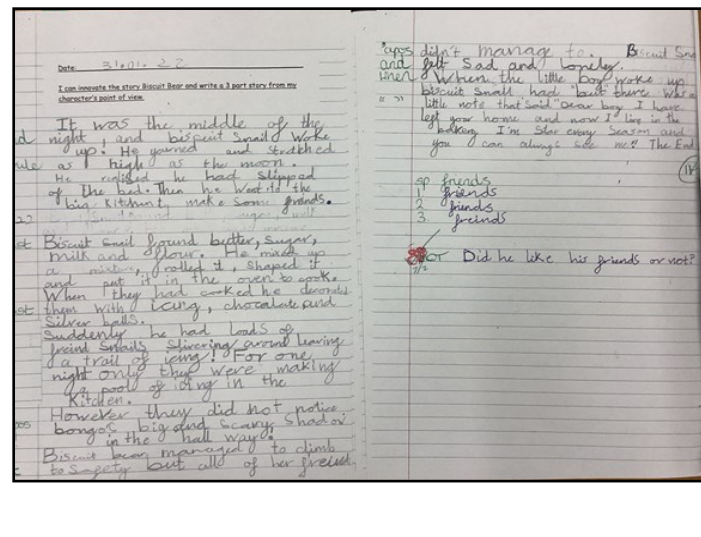 Date: 31.01.22
I can innovate the story Biscuit Bear and write a 3 part story from my
character's point of view.
It was the middle of the
night, and biscuit Snail woke
up. He yawned and stretched
as high as the moon.
He realised he had slipped
of the bed. Then he went to the
big Kitchunt, make some friends.
Biscuit Snail found butter, sugar,
milk and flour. He mixed up
a mixture, rolled it, shaped it
and put it in the oven to cooke
When they had cooked he
them with icing, chocolate and
Silver balls.
Suddenly he had loads of
freind Snails Slivering around leaving
a trail of icing! For one
night only they were making
a pool of icing in the
Kitchen.
However they did not notice
bongos big and scary shadow
in the hall way.
Biscuit bear managed to climb
to Safety but all of her freind
apos didn't manage to. Biscuit Sna
and felt Sad and lonely.
When the little boy woke up
biscuit Snail had "but" there was a
" "
little note that said "Dear boy I have
left your home and now I live in the
bakery I'm Star every Season and
you can always see me!" The End
sp friends
1 friends
2 friends
3. freinds
for Did he like his friends or not?